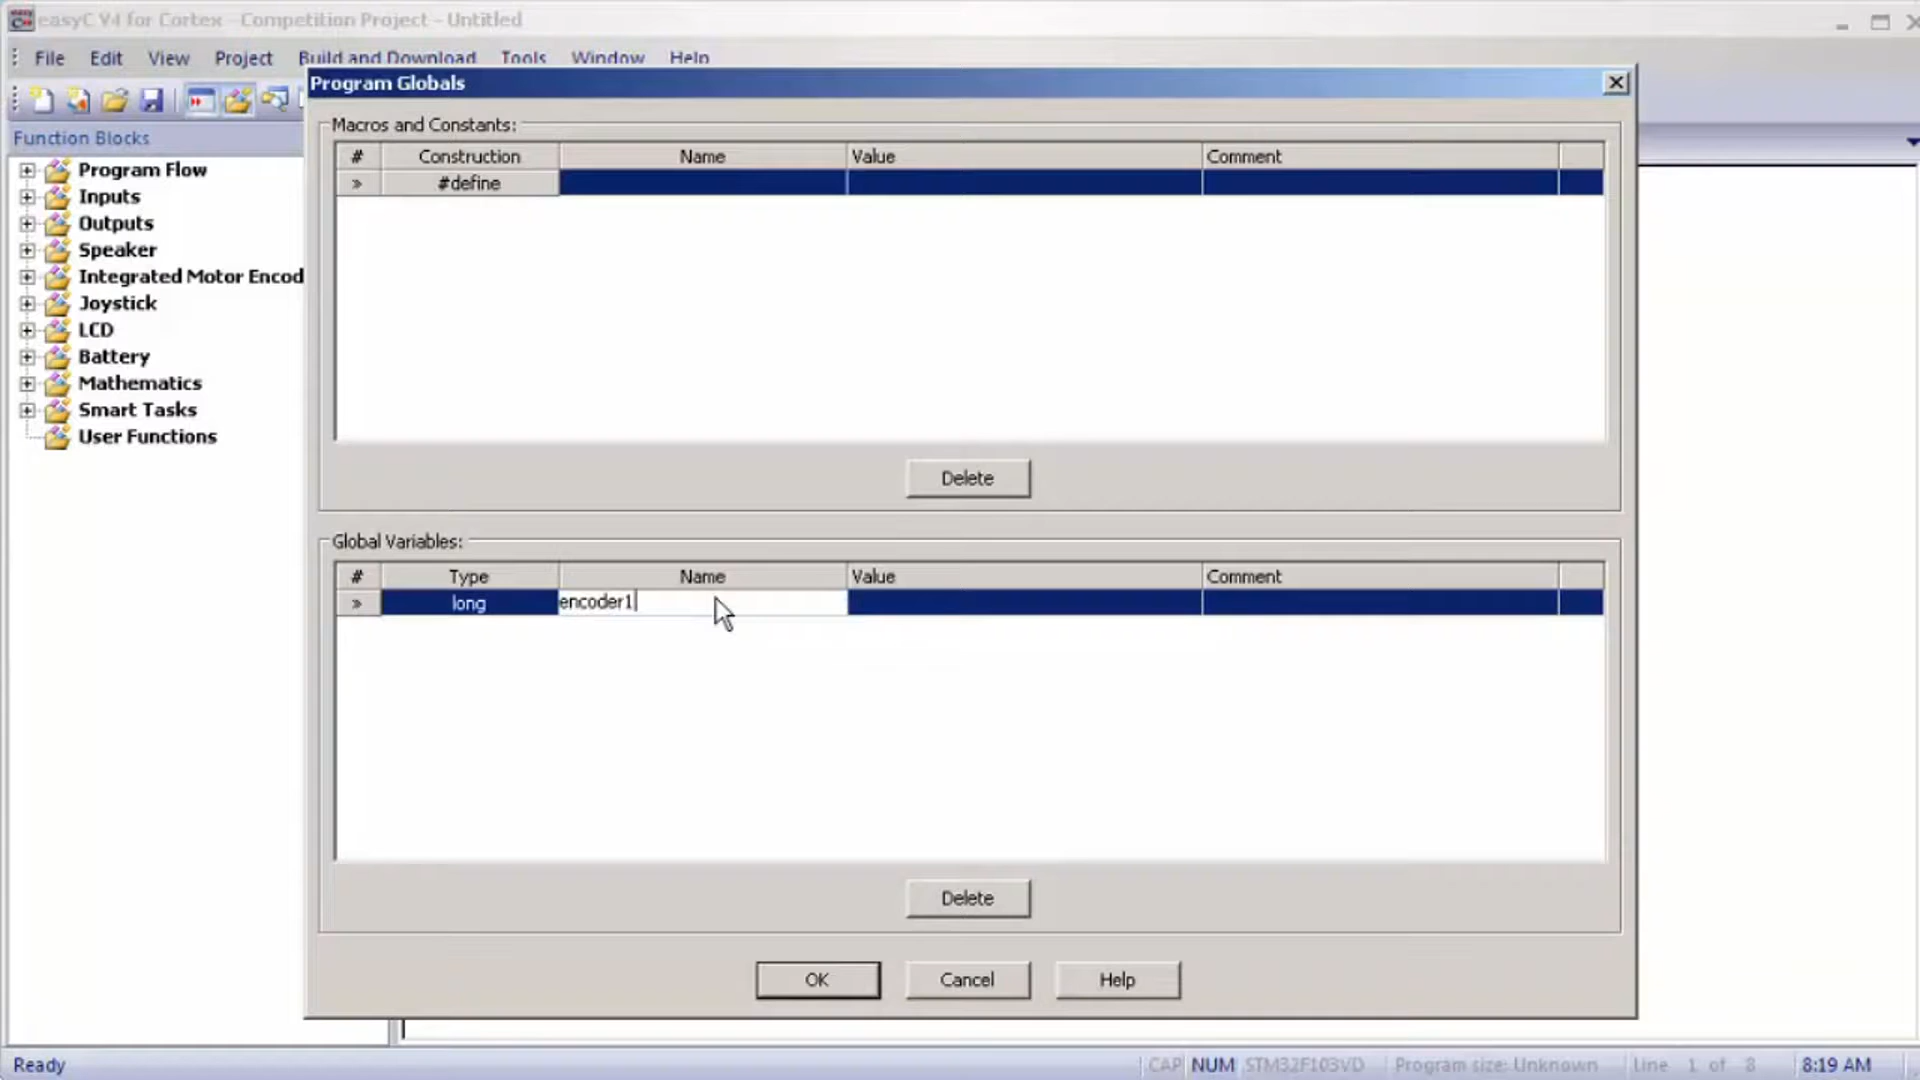 easyC V4 for Cortex - Competition Project - Untitled
File Edit View Project Build and Download Tools Window Help
Program Globals
Function Blocks
Program Flow
Inputs
Outputs
Speaker
Integrated Motor Encod
Joystick
LCD
Battery
Mathematics
Smart Tasks
User Functions
Macros and Constants:
# Construction Name Value Comment
» #define
Delete
Global Variables:
# Type Name Value Comment
» long encoder1
Delete
OK Cancel Help
Ready CAP NUM STM32F103VD Program size: Unknown Line 1 of 8 8:19 AM